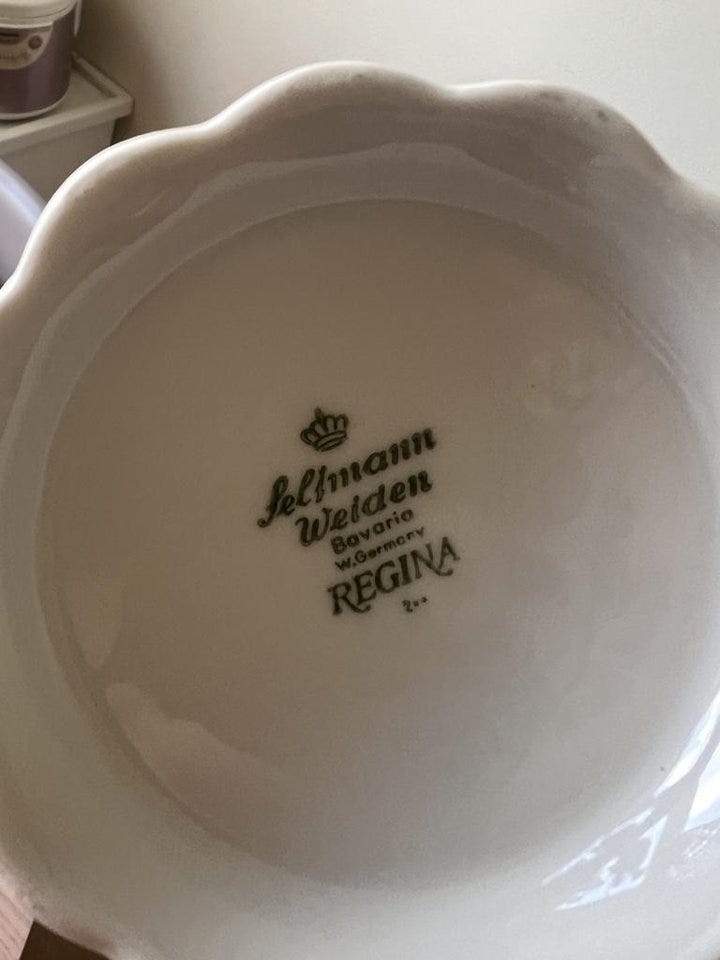 Seltmann
Weiden
Bavaria
W.Germany
REGINA